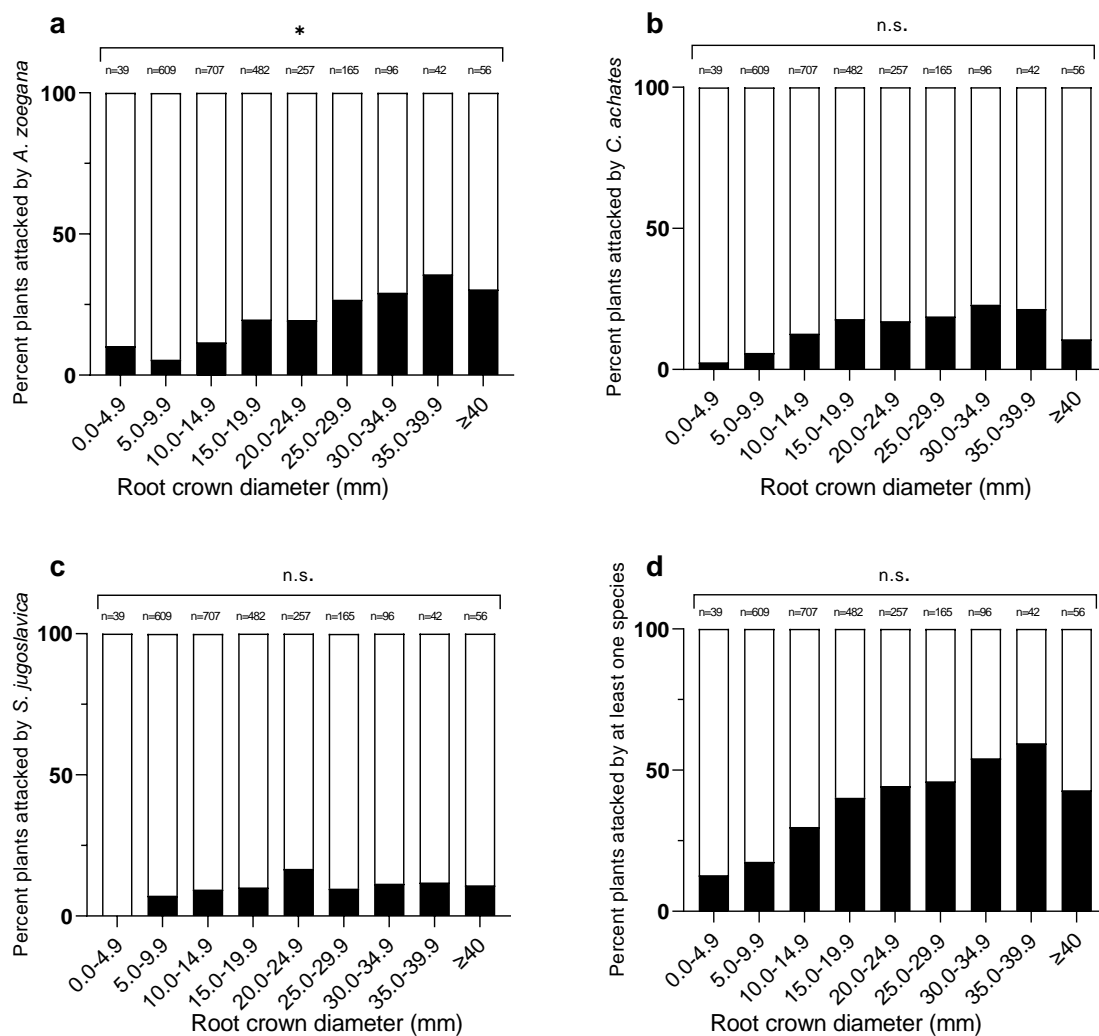 a
*
n=39 n=609 n=707 n=482 n=257 n=165 n=96 n=42 n=56
Percent plants attacked by A. zoegana
100
50
0
0.0-4.9 5.0-9.9 10.0-14.9 15.0-19.9 20.0-24.9 25.0-29.9 30.0-34.9 35.0-39.9 ≥40
Root crown diameter (mm)
b
n.s.
n=39 n=609 n=707 n=482 n=257 n=165 n=96 n=42 n=56
Percent plants attacked by C. achates
100
50
0
0.0-4.9 5.0-9.9 10.0-14.9 15.0-19.9 20.0-24.9 25.0-29.9 30.0-34.9 35.0-39.9 ≥40
Root crown diameter (mm)
c
n.s.
n=39 n=609 n=707 n=482 n=257 n=165 n=96 n=42 n=56
Percent plants attacked by S. jugoslavica
100
50
0
0.0-4.9 5.0-9.9 10.0-14.9 15.0-19.9 20.0-24.9 25.0-29.9 30.0-34.9 35.0-39.9 ≥40
Root crown diameter (mm)
d
n.s.
n=39 n=609 n=707 n=482 n=257 n=165 n=96 n=42 n=56
Percent plants atacked by at least one species
100
50
0
0.0-4.9 5.0-9.9 10.0-14.9 15.0-19.9 20.0-24.9 25.0-29.9 30.0-34.9 35.0-39.9 ≥40
Root crown diameter (mm)